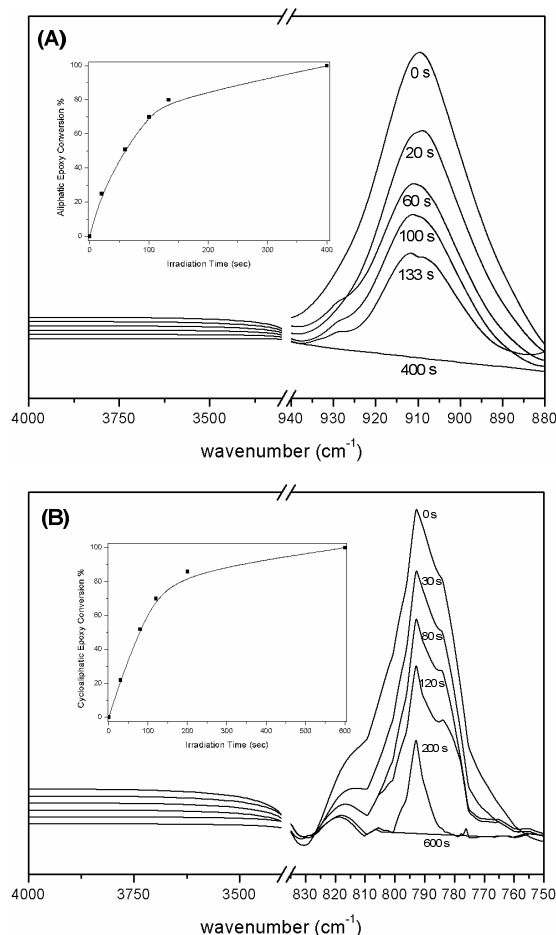 (A)
Aliphatic Epoxy Conversion %
100
80
60
40
20
0
0 100 200 300 400
Irradiation Time (sec)
0 s
20 s
60 s
100 s
133 s
400 s
4000 3750 3500 940 930 920 910 900 890 880
wavenumber (cm⁻¹)
(B)
Cycloaliphatic Epoxy Conversion %
100
80
60
40
20
0
0 100 200 300 400 500 600
Irradiation Time (sec)
0 s
30 s
80 s
120 s
200 s
600 s
4000 3750 3500 830 820 810 800 790 780 770 760 750
wavenumber (cm⁻¹)